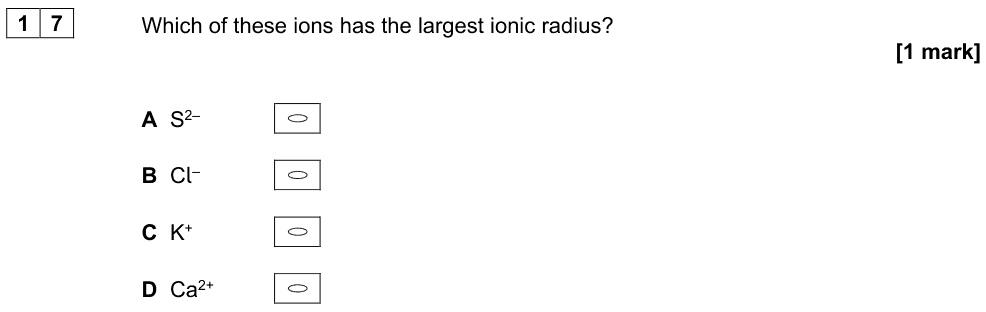 1 7 Which of these ions has the largest ionic radius?
[1 mark]
A S²⁻
B Cl⁻
C K⁺
D Ca²⁺